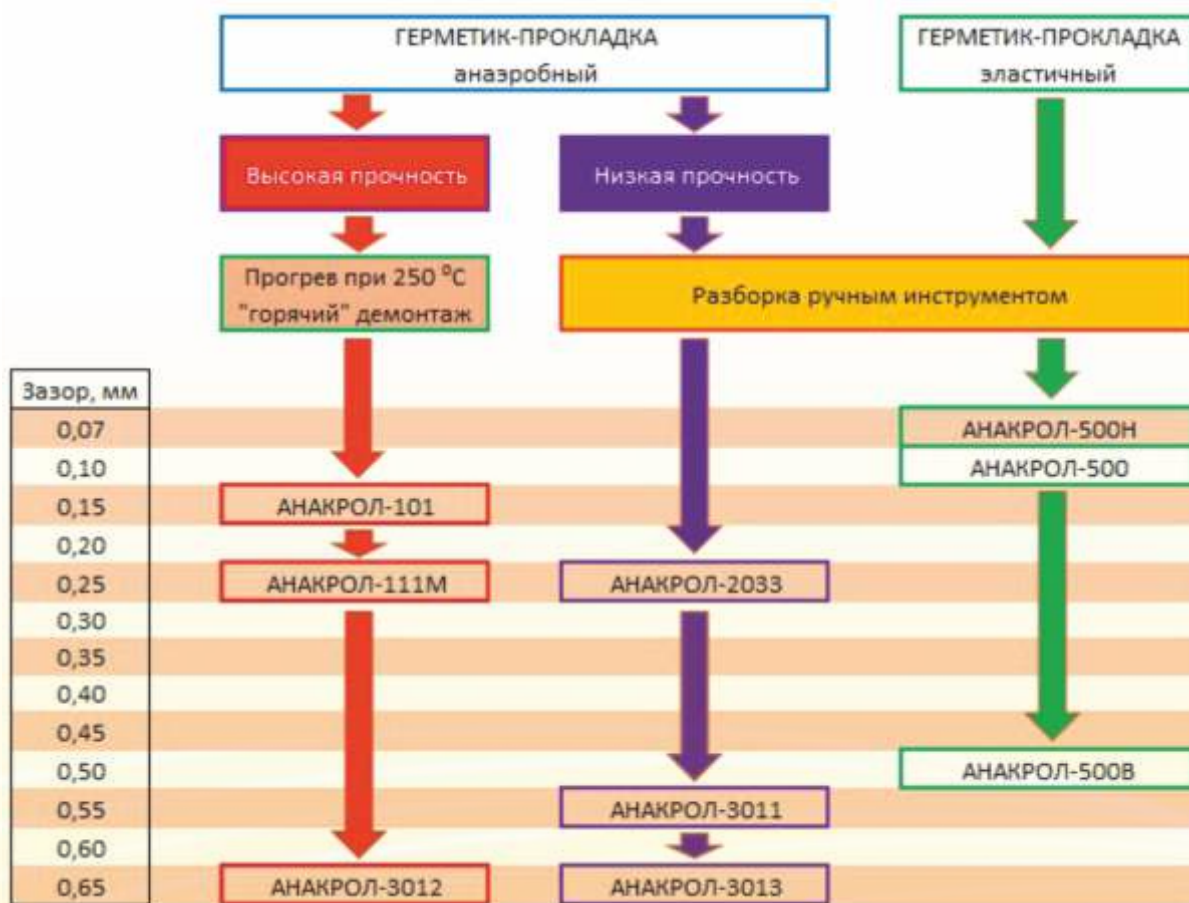 ГЕРМЕТИК-ПРОКЛАДКА
анаэробный
ГЕРМЕТИК-ПРОКЛАДКА
эластичный
Высокая прочность
Низкая прочность
Прогрев при 250 ⁰С
"горячий" демонтаж
Разборка ручным инструментом
Зазор, мм
0,07
АНАКРОЛ-500Н
0,10
АНАКРОЛ-500
0,15
АНАКРОЛ-101
0,20
0,25
АНАКРОЛ-111М
АНАКРОЛ-2033
0,30
0,35
0,40
0,45
0,50
АНАКРОЛ-500В
0,55
АНАКРОЛ-3011
0,60
0,65
АНАКРОЛ-3012
АНАКРОЛ-3013